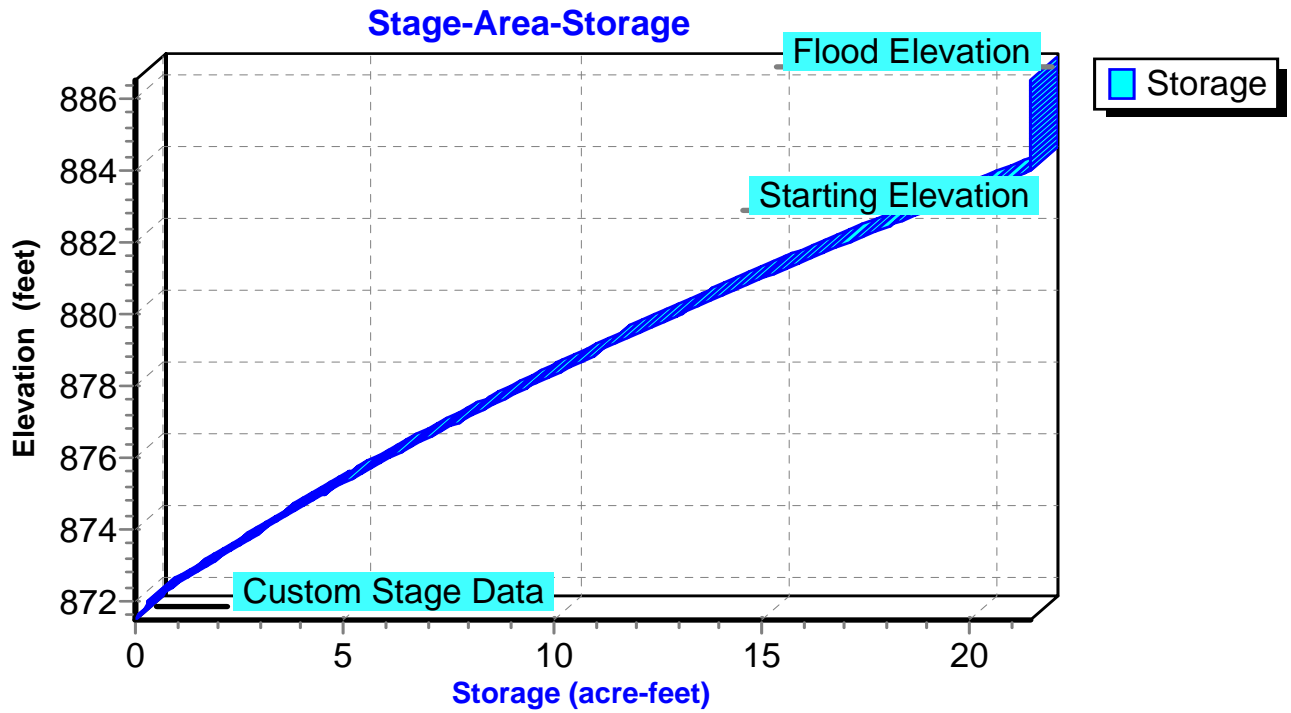 Stage-Area-Storage
Flood Elevation
Storage
886
884
Starting Elevation
882
880
878
876
874
872
Custom Stage Data
Elevation (feet)
0 5 10 15 20
Storage (acre-feet)